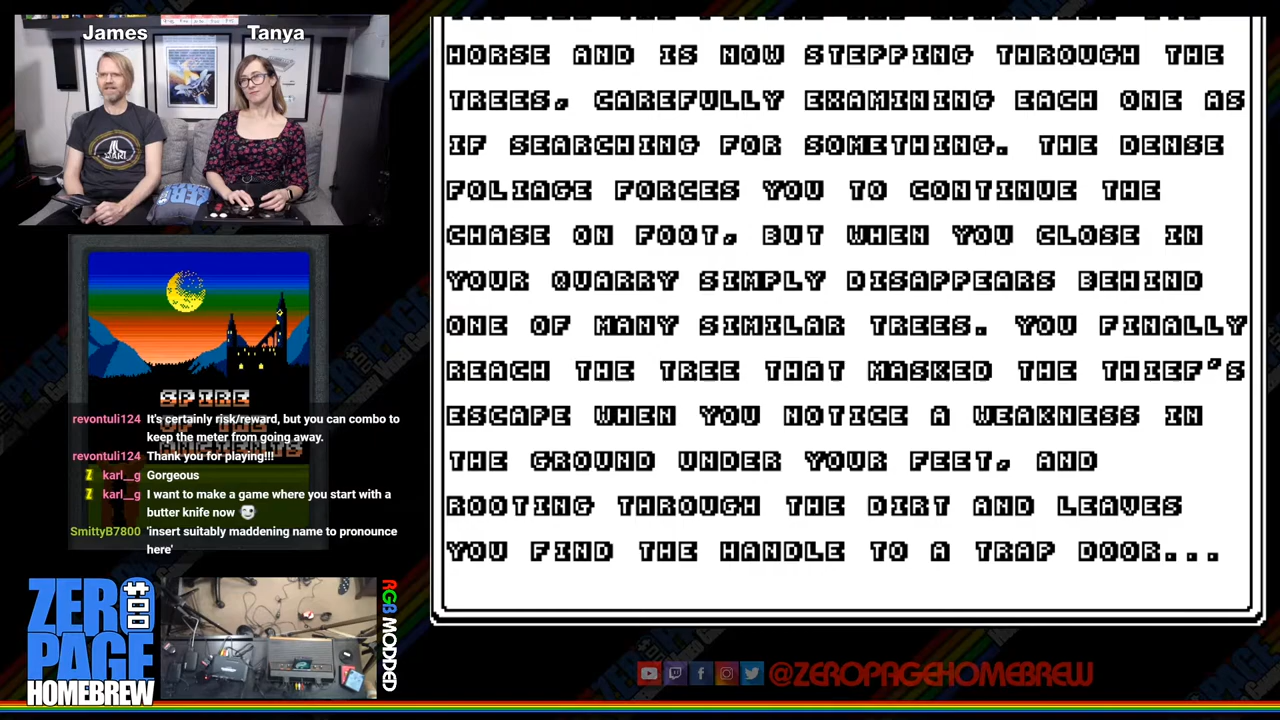 James
Tanya
ATARI
SPIRE
OF THE
ANCIENTS
revontuli124 It's certainly risk/reward, but you can combo to
keep the meter from going away.
revontuli124 Thank you for playing!!!
Z karl__g Gorgeous
Z karl__g I want to make a game where you start with a
butter knife now
SmittyB7800 'insert suitably maddening name to pronounce
here'
ZERO
PAGE
HOMEBREW
RGB MODDED
HORSE AND IS NOW STEPPING THROUGH THE
TREES, CAREFULLY EXAMINING EACH ONE AS
IF SEARCHING FOR SOMETHING. THE DENSE
FOLIAGE FORCES YOU TO CONTINUE THE
CHASE ON FOOT, BUT WHEN YOU CLOSE IN
YOUR QUARRY SIMPLY DISAPPEARS BEHIND
ONE OF MANY SIMILAR TREES. YOU FINALLY
REACH THE TREE THAT MASKED THE THIEF'S
ESCAPE WHEN YOU NOTICE A WEAKNESS IN
THE GROUND UNDER YOUR FEET, AND
ROOTING THROUGH THE DIRT AND LEAVES
YOU FIND THE HANDLE TO A TRAP DOOR...
@ZEROPAGEHOMEBREW